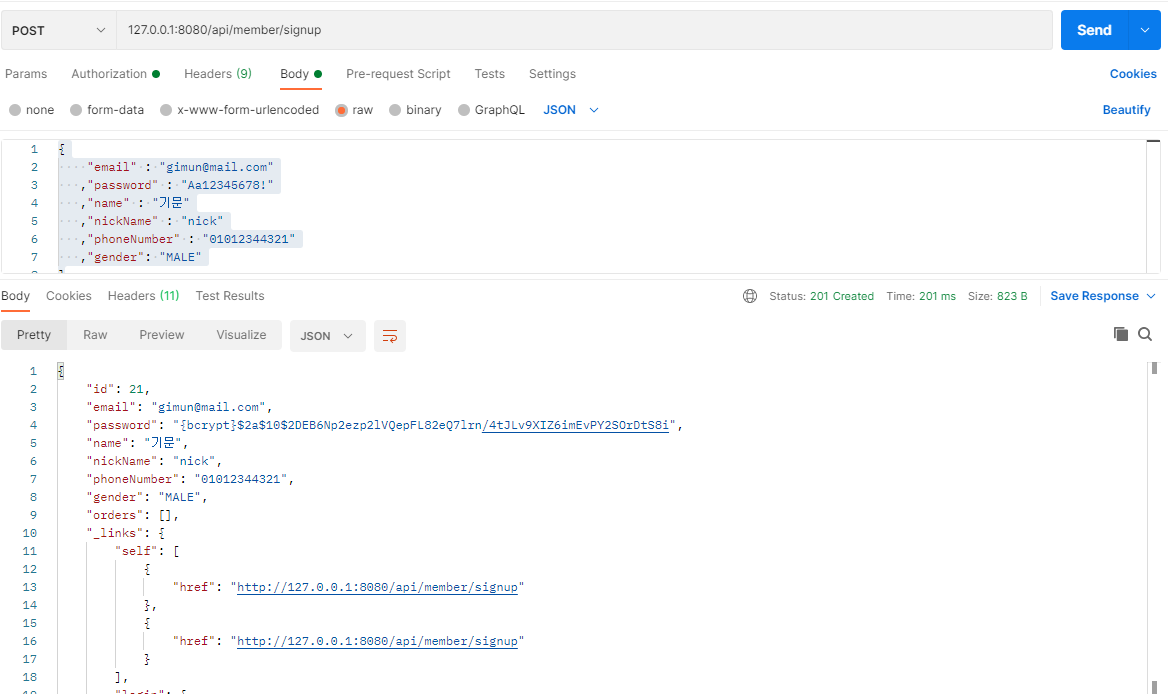 POST 127.0.0.1:8080/api/member/signup Send
Params Authorization Headers (9) Body Pre-request Script Tests Settings Cookies
none form-data x-www-form-urlencoded raw binary GraphQL JSON Beautify
1 {
2 "email" : "gimun@mail.com"
3 ,"password" : "Aa12345678!"
4 ,"name" : "기문"
5 ,"nickName" : "nick"
6 ,"phoneNumber" : "01012344321"
7 ,"gender": "MALE"
Body Cookies Headers (11) Test Results Status: 201 Created Time: 201 ms Size: 823 B Save Response
Pretty Raw Preview Visualize JSON
1 {
2 "id": 21,
3 "email": "gimun@mail.com",
4 "password": "{bcrypt}$2a$10$2DEB6Np2ezp2lVQepFL82eQ7lrn/4tJLv9XIZ6imEvPY2SOrDtS8i",
5 "name": "기문",
6 "nickName": "nick",
7 "phoneNumber": "01012344321",
8 "gender": "MALE",
9 "orders": [],
10 "_links": {
11 "self": [
12 {
13 "href": "http://127.0.0.1:8080/api/member/signup"
14 },
15 {
16 "href": "http://127.0.0.1:8080/api/member/signup"
17 }
18 ],